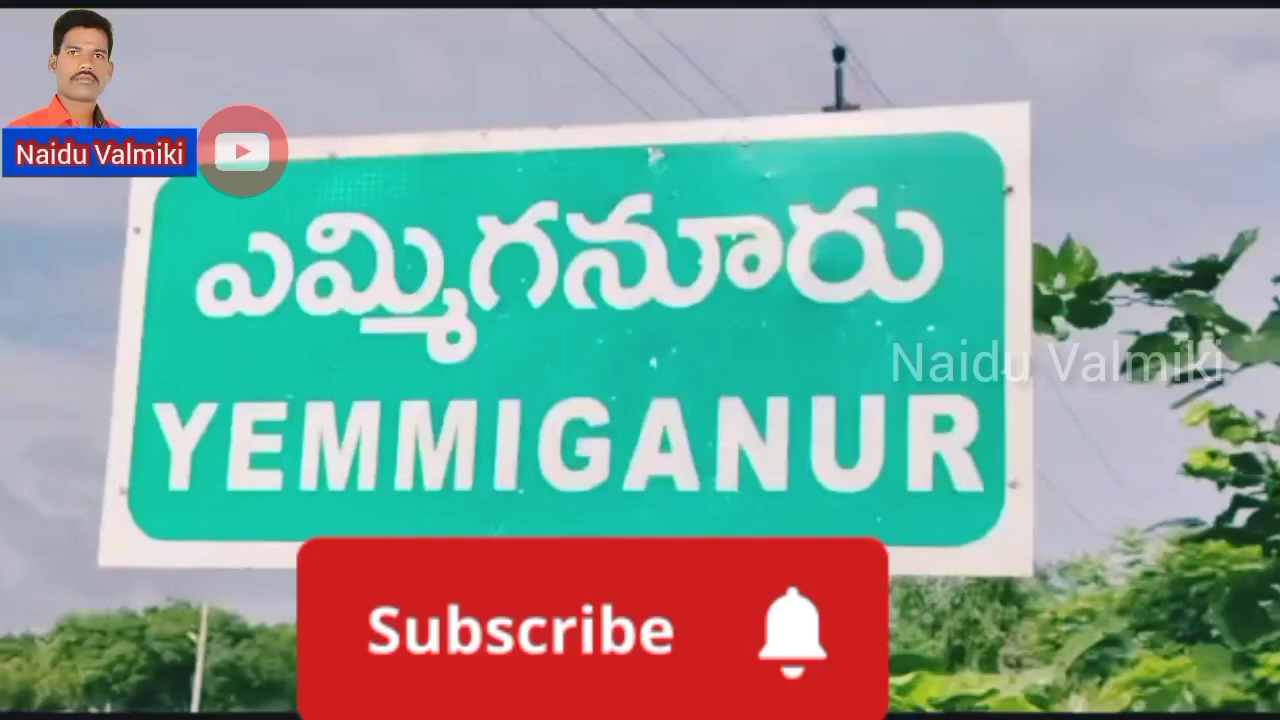 Naidu Valmiki
ఎమ్మిగనూరు
Naidu Valmiki
YEMMIGANUR
Subscribe